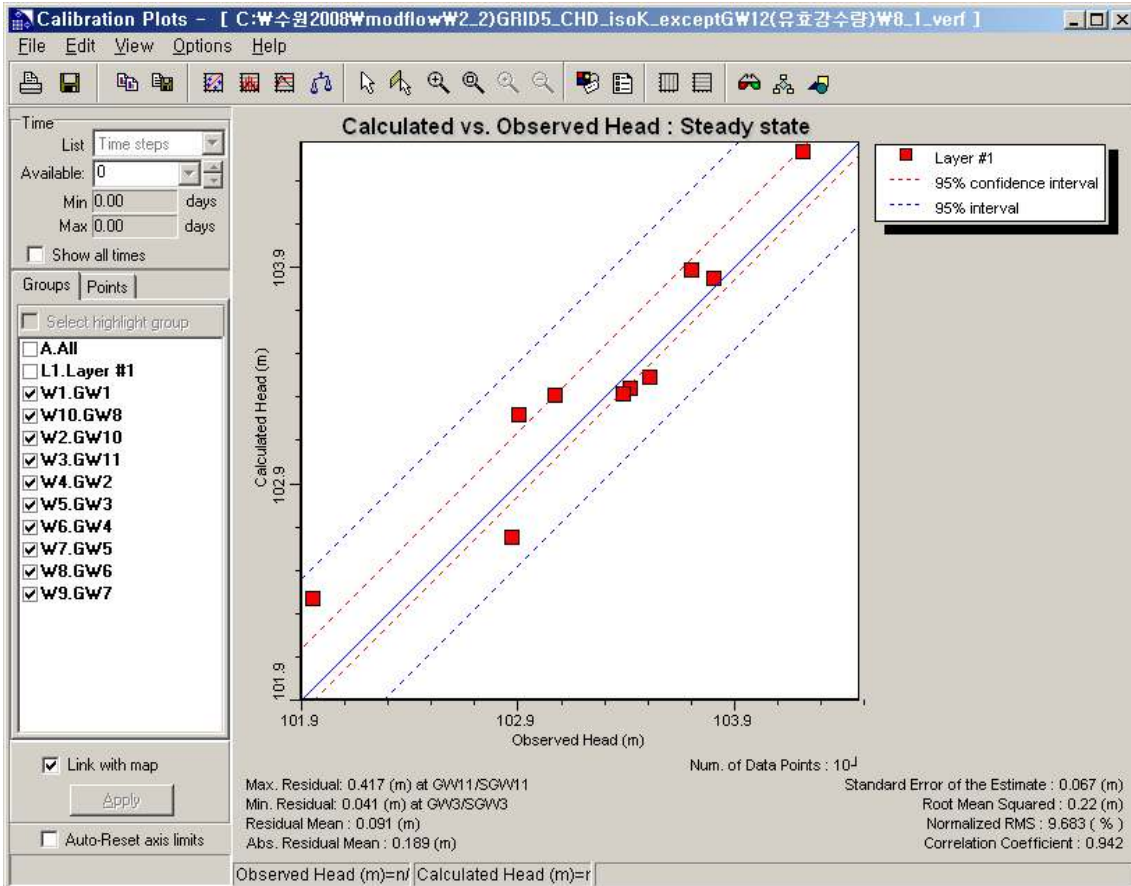 Calibration Plots - [ C:₩수원2008₩modflow₩2_2)GRID5_CHD_isoK_exceptGW12(유효강수량)₩8_1_verf ]
File Edit View Options Help
Time
List Time steps
Available: 0
Min 0.00 days
Max 0.00 days
Show all times
Groups Points
Select highlight group
A.All
L1.Layer #1
W1.GW1
W10.GW8
W2.GW10
W3.GW11
W4.GW2
W5.GW3
W6.GW4
W7.GW5
W8.GW6
W9.GW7
Link with map
Apply
Auto-Reset axis limits
Calculated vs. Observed Head : Steady state
Layer #1
95% confidence interval
95% interval
Calculated Head (m)
103.9
102.9
101.9
101.9 102.9 103.9
Observed Head (m)
Num. of Data Points : 10
Max. Residual: 0.417 (m) at GW11/SGW11
Min. Residual: 0.041 (m) at GW3/SGW3
Residual Mean : 0.091 (m)
Abs. Residual Mean : 0.189 (m)
Standard Error of the Estimate : 0.067 (m)
Root Mean Squared : 0.22 (m)
Normalized RMS : 9.683 ( % )
Correlation Coefficient : 0.942
Observed Head (m)=n/ Calculated Head (m)=r